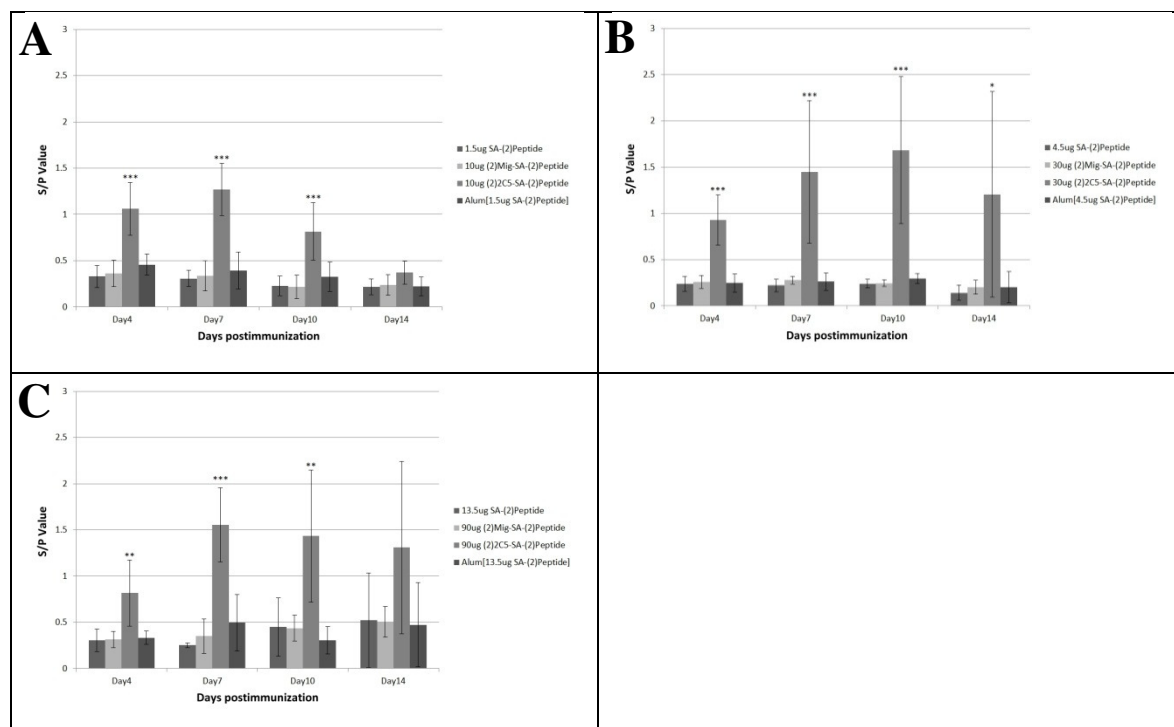 A
3
2.5
2
1.5
1
0.5
0
S/P Value
***
***
***
Day4 Day7 Day10 Day14
Days postimmunization
1.5ug SA-(2)Peptide
10ug (2)Mig-SA-(2)Peptide
10ug (2)2C5-SA-(2)Peptide
Alum[1.5ug SA-(2)Peptide]
B
3
2.5
2
1.5
1
0.5
0
S/P Value
***
***
***
*
Day4 Day7 Day10 Day14
Days postimmunization
4.5ug SA-(2)Peptide
30ug (2)Mig-SA-(2)Peptide
30ug (2)2C5-SA-(2)Peptide
Alum[4.5ug SA-(2)Peptide]
C
3
2.5
2
1.5
1
0.5
0
S/P Value
**
***
**
Day4 Day7 Day10 Day14
Days postimmunization
13.5ug SA-(2)Peptide
90ug (2)Mig-SA-(2)Peptide
90ug (2)2C5-SA-(2)Peptide
Alum[13.5ug SA-(2)Peptide]